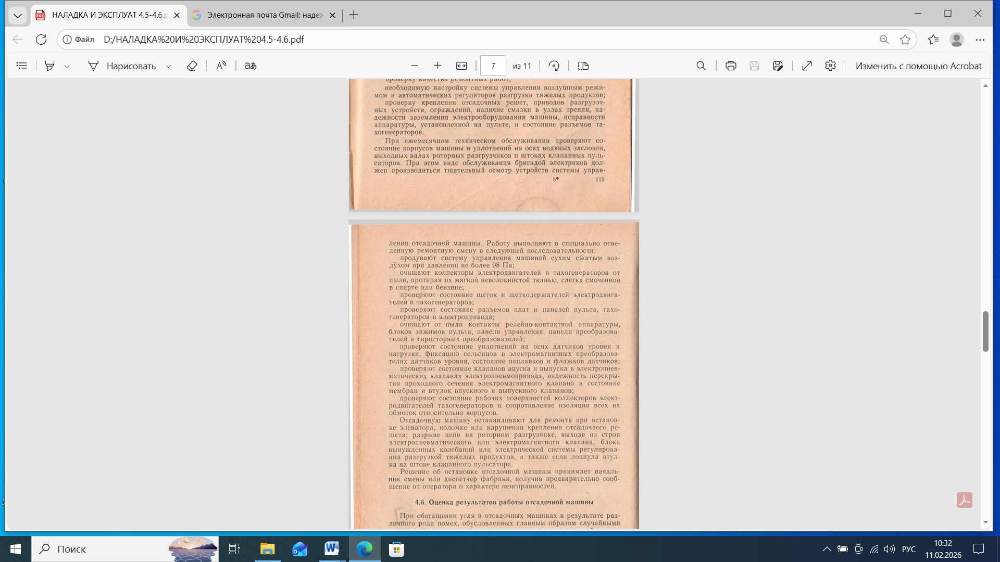 НАЛАДКА И ЭКСПЛУАТ 4.5-4.6.p
Электронная почта Gmail: надеж
Файл
D:/НАЛАДКА%20И%20ЭКСПЛУАТ%204.5-4.6.pdf
Нарисовать
7
из 11
Изменить с помощью Acrobat
проверку качества ремонтных работ;
необходимую настройку системы управления воздушным режи-
мом и автоматических регуляторов разгрузки тяжелых продуктов;
проверку крепления отсадочных решет, приводов разгрузоч-
ных устройств, ограждений, наличие смазки в узлах трения, на-
дежности заземления электрооборудования машины, исправности
аппаратуры, установленной на пульте, и состояние разъемов та-
хогенераторов.
При ежемесячном техническом обслуживании проверяют со-
стояние корпусов машины и уплотнений на осях водяных заслонок,
выходных валах роторных разгрузчиков и штоках клапанных пуль-
саторов. При этом виде обслуживания бригадой электриков дол-
жен производиться тщательный осмотр устройств системы управ-
8* 115
ления отсадочной машины. Работу выполняют в специально отве-
денную ремонтную смену в следующей последовательности:
продувают систему управления машиной сухим сжатым воз-
духом при давлении не более 98 Па;
очищают коллекторы электродвигателей и тахогенераторов от
пыли, протирая их мягкой неволокнистой тканью, слегка смоченной
в спирте или бензине;
проверяют состояние щеток и щеткодержателей электродвига-
телей и тахогенераторов;
проверяют состояние разъемов плат и панелей пульта, тахо-
генераторов и электропривода;
очищают от пыли контакты релейно-контактной аппаратуры,
блоков зажимов пульта, панели управления, панели преобразова-
телей и тиристорных преобразователей;
проверяют состояние уплотнений на осях датчиков уровня и
нагрузки, фиксацию сельсинов в электромагнитных преобразова-
телях датчиков уровня, состояние поплавков и флажков датчиков;
проверяют состояние клапанов впуска и выпуска в электропнев-
матических клапанах электропневмопривода, надежность перекры-
тия проходного сечения электромагнитного клапана и состояние
мембран и втулок впускного и выпускного клапанов;
проверяют состояние рабочих поверхностей коллекторов элект-
родвигателей тахогенераторов и сопротивление изоляции всех их
обмоток относительно корпусов.
Отсадочную машину останавливают для ремонта при останов-
ке элеватора, поломке или нарушении крепления отсадочного ре-
шета; разрыве цепи на роторном разгрузчике, выходе из строя
электропневматического или электромагнитного клапана, блока
вынужденных колебаний или электрической системы регулирова-
ния разгрузкой тяжелых продуктов, а также если лопнула втул-
ка на штоке клапанного пульсатора.
Решение об остановке отсадочной машины принимает началь-
ник смены или диспетчер фабрики, получив предварительно сооб-
щение от оператора о характере неисправностей.
4.6. Оценка результатов работы отсадочной машины
При обогащении угля в отсадочных машинах в результате раз-
личного рода помех, обусловленных главным образом случайными
Поиск
РУС
10:32
11.02.2026